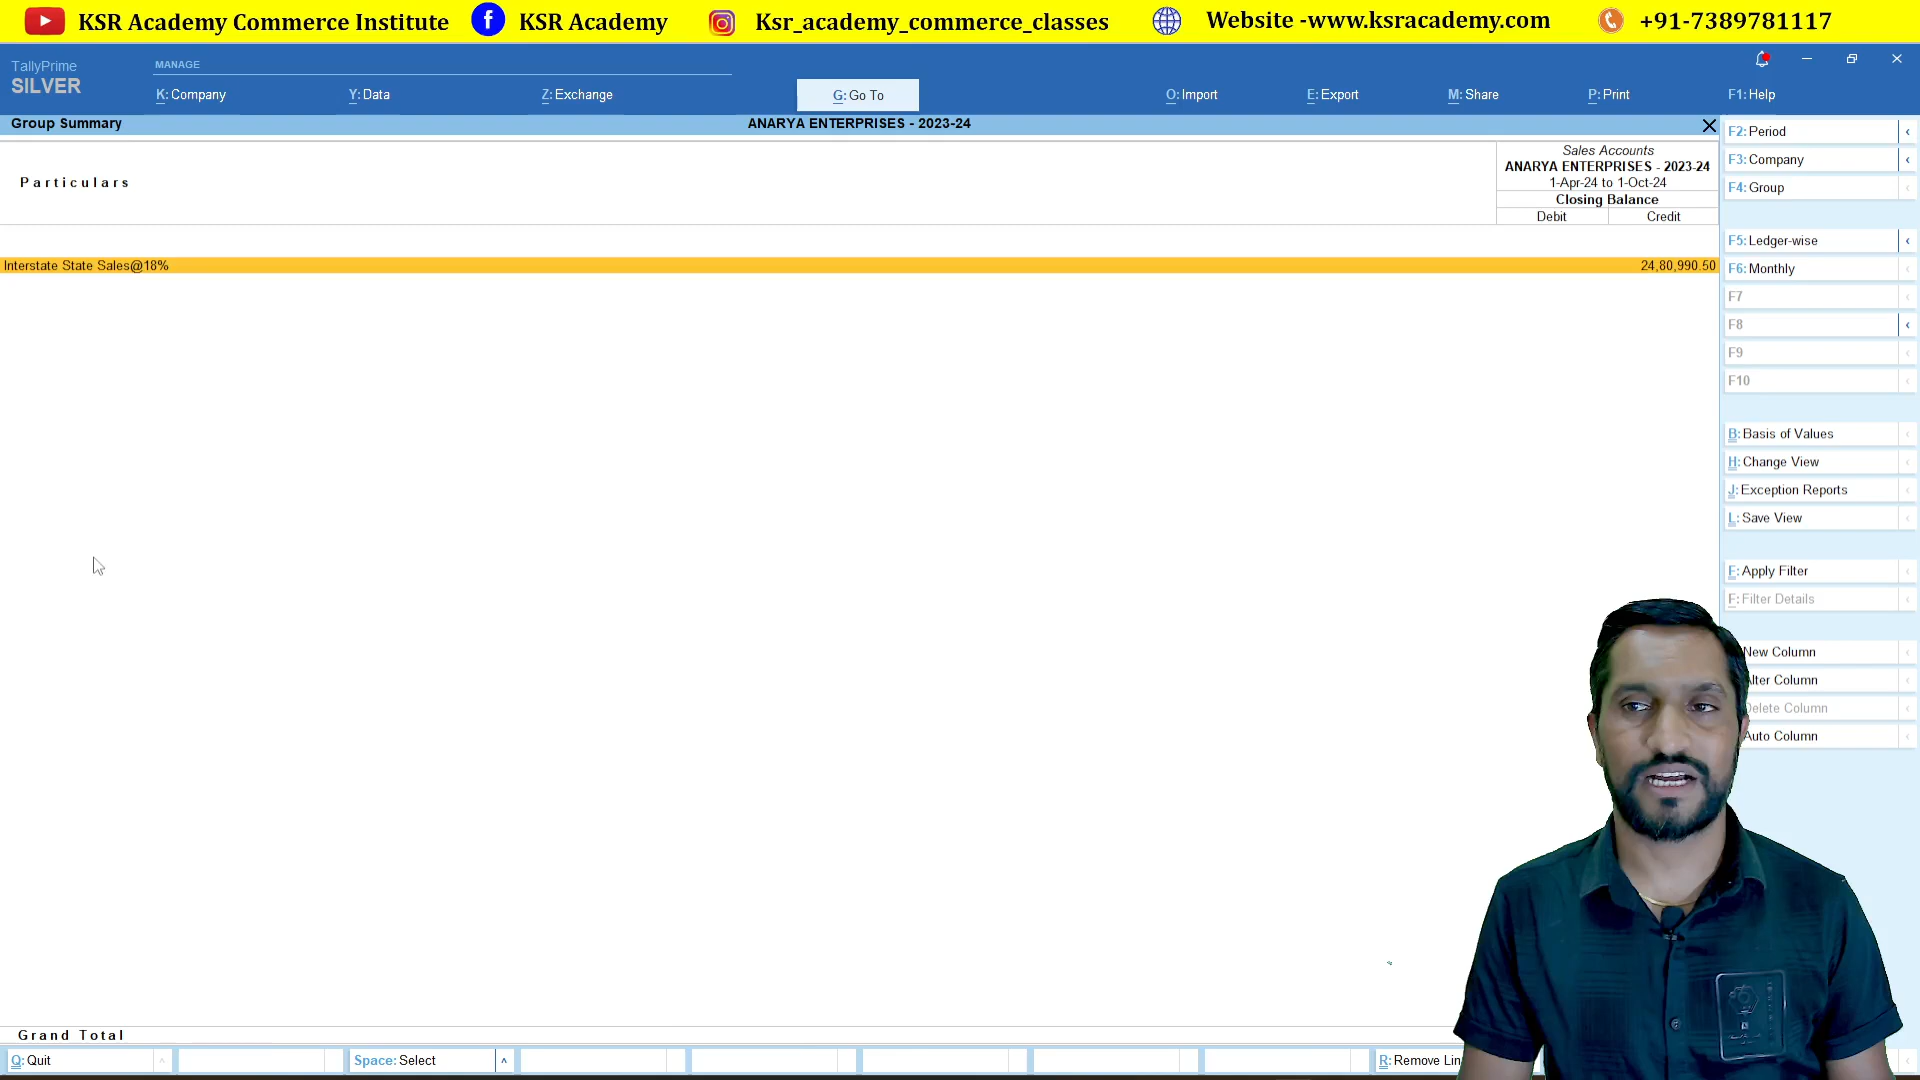 KSR Academy Commerce Institute KSR Academy Ksr_academy_commerce_classes Website -www.ksracademy.com +91-7389781117
TallyPrime
SILVER
MANAGE
K: Company Y: Data Z: Exchange G: Go To O: Import E: Export M: Share P: Print F1: Help
Group Summary ANARYA ENTERPRISES - 2023-24
Particulars
Sales Accounts
ANARYA ENTERPRISES - 2023-24
1-Apr-24 to 1-Oct-24
Closing Balance
Debit Credit
Interstate State Sales@18% 24,80,990.50
F2: Period
F3: Company
F4: Group
F5: Ledger-wise
F6: Monthly
F7
F8
F9
F10
B: Basis of Values
H: Change View
J: Exception Reports
L: Save View
F: Apply Filter
F: Filter Details
New Column
Alter Column
Delete Column
Auto Column
Grand Total
Q: Quit Space: Select R: Remove